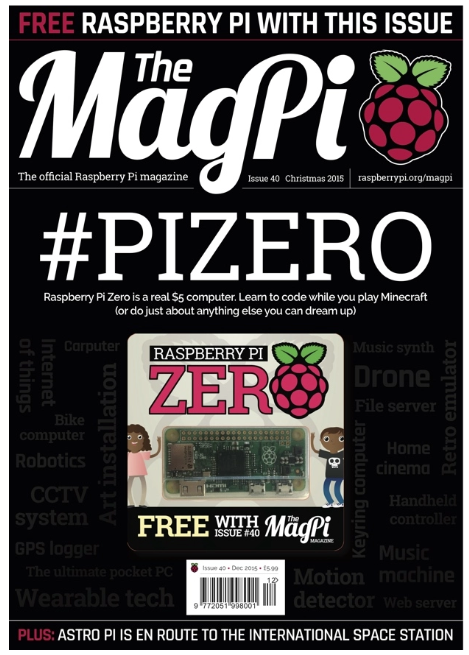 FREE RASPBERRY PI WITH THIS ISSUE
The
MagPi
The official Raspberry Pi magazine
Issue 40 Christmas 2015
raspberrypi.org/magpi
#PIZERO
Raspberry Pi Zero is a real $5 computer. Learn to code while you play Minecraft
(or do just about anything else you can dream up)
Internet
of things
Carputer
Bike
computer
Robotics
CCTV
system
Art installation
GPS logger
The ultimate pocket PC
Wearable tech
RASPBERRY PI
ZERO
FREE WITH
ISSUE #40
The
MagPi
MAGAZINE
Music synth
Drone
File server
Retro emulator
Home
cinema
Keyring computer
Handheld
controller
Music
machine
Motion
detector
Web server
Issue 40 • Dec 2015 • £5.99
12>
9 772051 998001
PLUS: ASTRO PI IS EN ROUTE TO THE INTERNATIONAL SPACE STATION